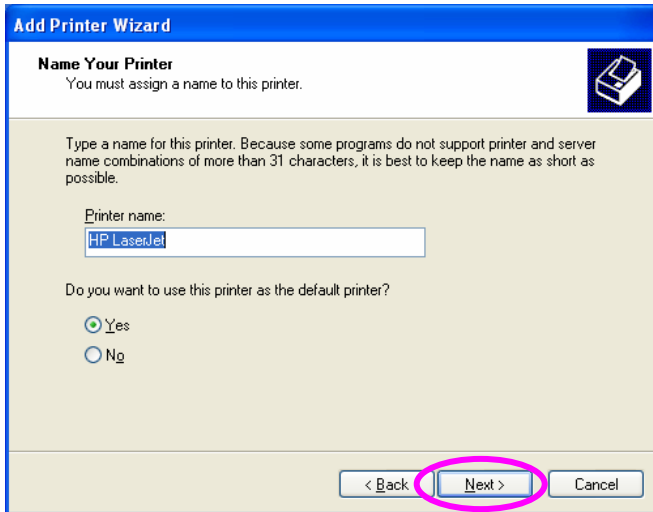 Add Printer Wizard
Name Your Printer
You must assign a name to this printer.
Type a name for this printer. Because some programs do not support printer and server
name combinations of more than 31 characters, it is best to keep the name as short as
possible.
Printer name:
HP LaserJet
Do you want to use this printer as the default printer?
Yes
No
< Back Next > Cancel